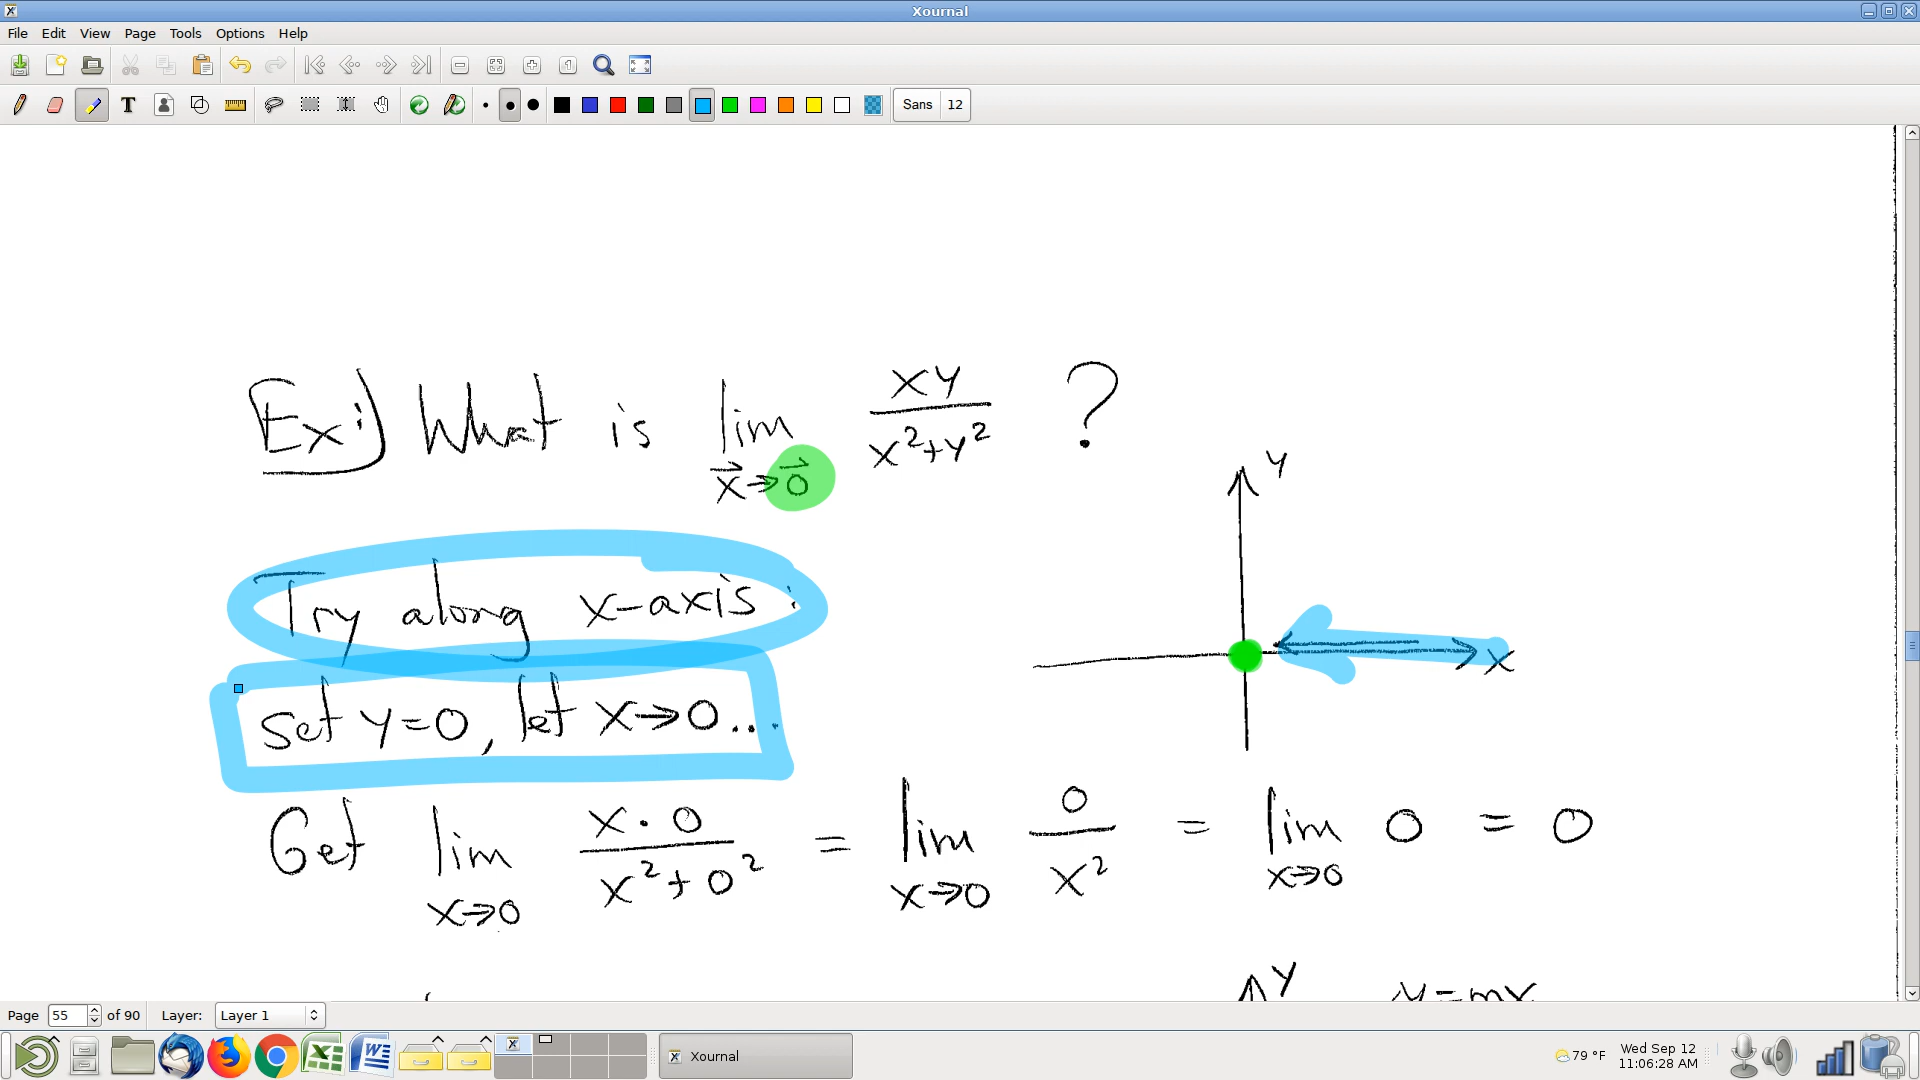 Xournal
File Edit View Page Tools Options Help
Sans 12
Ex:) What is lim x⃗→0⃗ xy/(x²+y²) ?
y
Try along x-axis:
x
set y=0, let x→0...
Get lim x→0 x·0/(x²+0²) = lim x→0 0/x² = lim x→0 0 = 0
y y=mx
Page 55 of 90 Layer: Layer 1
Xournal
79 °F Wed Sep 12
11:06:28 AM